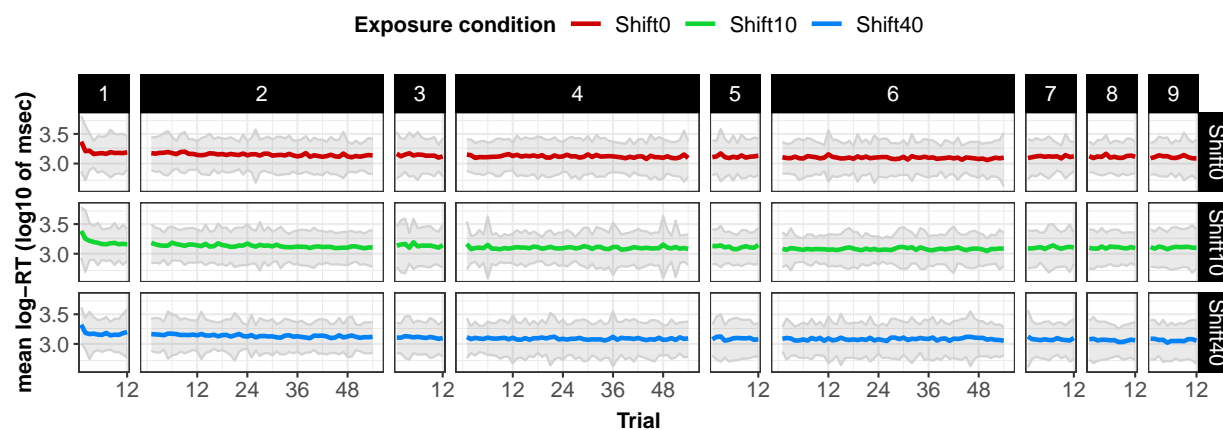 Exposure condition Shift0 Shift10 Shift40
1 2 3 4 5 6 7 8 9
mean log−RT (log10 of msec)
3.5
3.0
Shift0
3.5
3.0
Shift10
3.5
3.0
Shift40
12 12 24 36 48 12 12 24 36 48 12 12 24 36 48 12 12 12
Trial